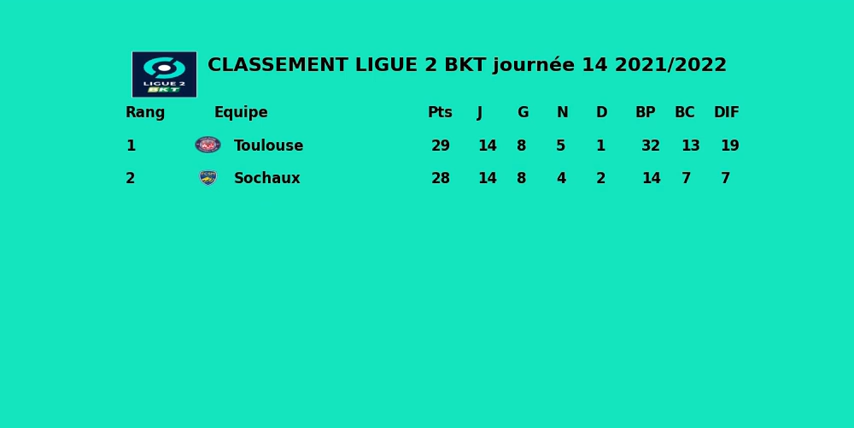 LIGUE 2
BKT
CLASSEMENT LIGUE 2 BKT journée 14 2021/2022
Rang Equipe Pts J G N D BP BC DIF
1 Toulouse 29 14 8 5 1 32 13 19
2 Sochaux 28 14 8 4 2 14 7 7